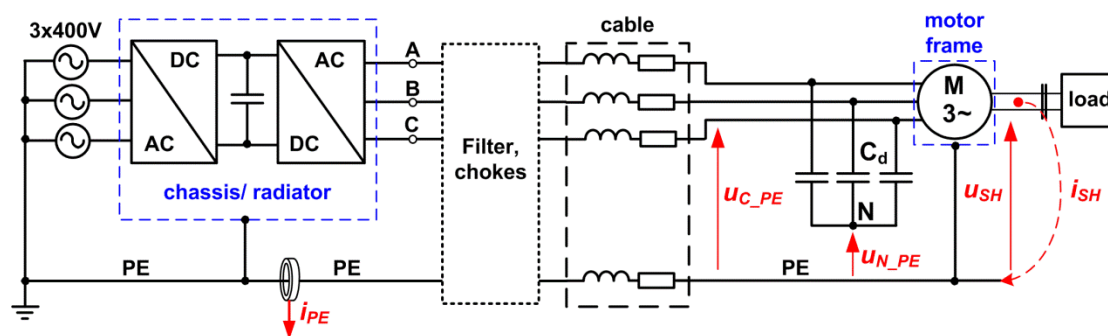 3x400V
DC
AC
AC
DC
chassis/ radiator
A
B
C
Filter,
chokes
cable
motor
frame
M
3~
load
C_d
N
u_C_PE
u_N_PE
u_SH
i_SH
PE
PE
PE
i_PE